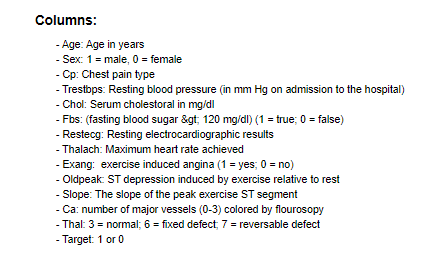 Columns:
- Age: Age in years
- Sex: 1 = male, 0 = female
- Cp: Chest pain type
- Trestbps: Resting blood pressure (in mm Hg on admission to the hospital)
- Chol: Serum cholestoral in mg/dl
- Fbs: (fasting blood sugar &gt; 120 mg/dl) (1 = true; 0 = false)
- Restecg: Resting electrocardiographic results
- Thalach: Maximum heart rate achieved
- Exang:  exercise induced angina (1 = yes; 0 = no)
- Oldpeak: ST depression induced by exercise relative to rest
- Slope: The slope of the peak exercise ST segment
- Ca: number of major vessels (0-3) colored by flourosopy
- Thal: 3 = normal; 6 = fixed defect; 7 = reversable defect
- Target: 1 or 0